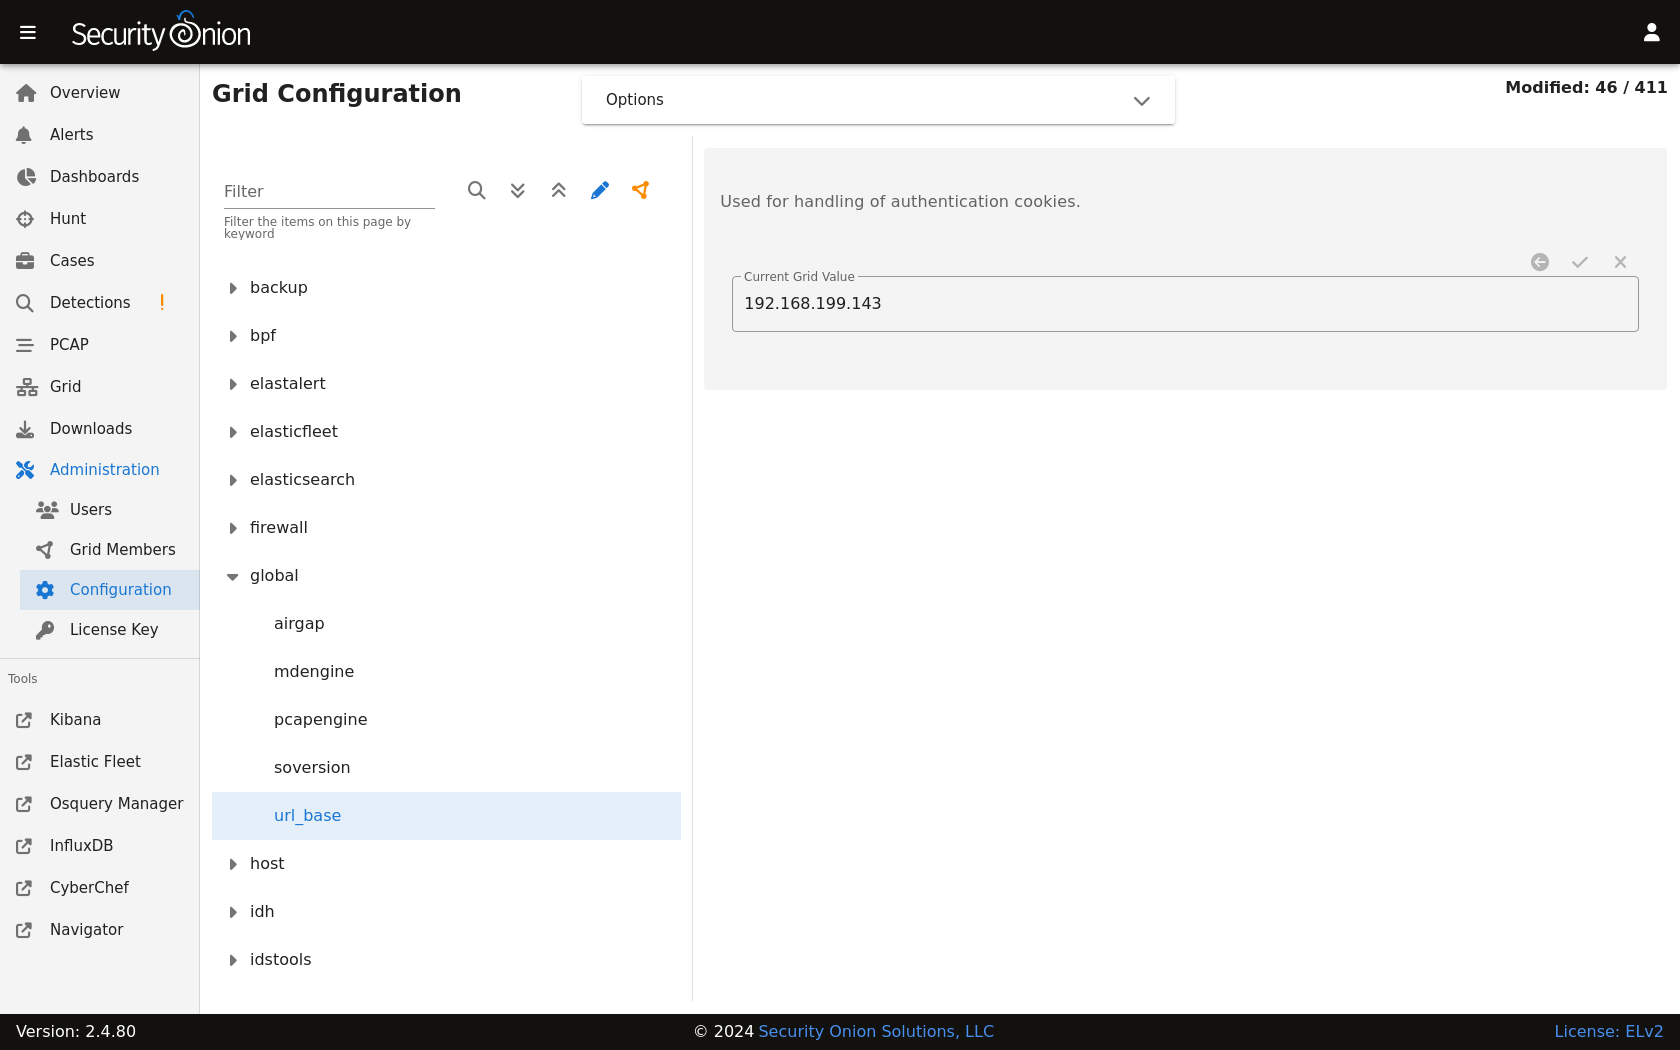 Security Onion
Overview
Alerts
Dashboards
Hunt
Cases
Detections !
PCAP
Grid
Downloads
Administration
Users
Grid Members
Configuration
License Key
Tools
Kibana
Elastic Fleet
Osquery Manager
InfluxDB
CyberChef
Navigator
Grid Configuration
Options
Modified: 46 / 411
Filter
Filter the items on this page by
keyword
backup
bpf
elastalert
elasticfleet
elasticsearch
firewall
global
airgap
mdengine
pcapengine
soversion
url_base
host
idh
idstools
Used for handling of authentication cookies.
Current Grid Value
192.168.199.143
Version: 2.4.80
© 2024 Security Onion Solutions, LLC
License: ELv2